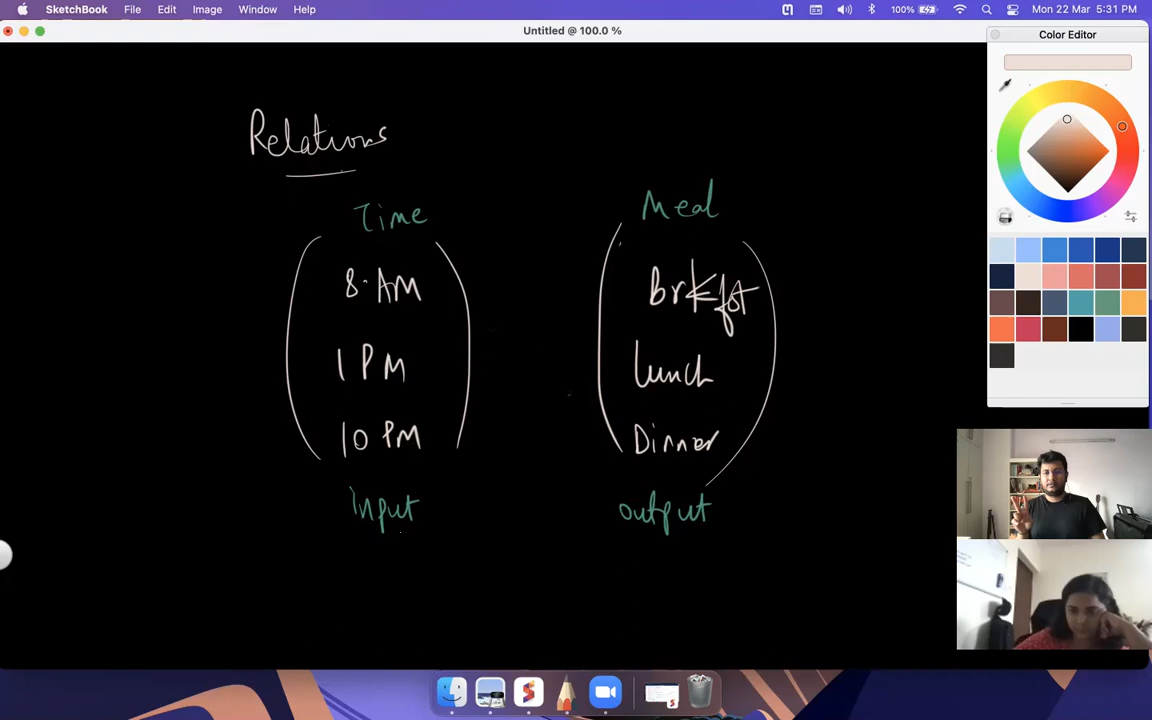 SketchBook File Edit Image Window Help 100% Mon 22 Mar 5:31 PM
Untitled @ 100.0 %
Color Editor
Relations
Time Meal
8 AM Brkfst
1 PM Lunch
10 PM Dinner
input output